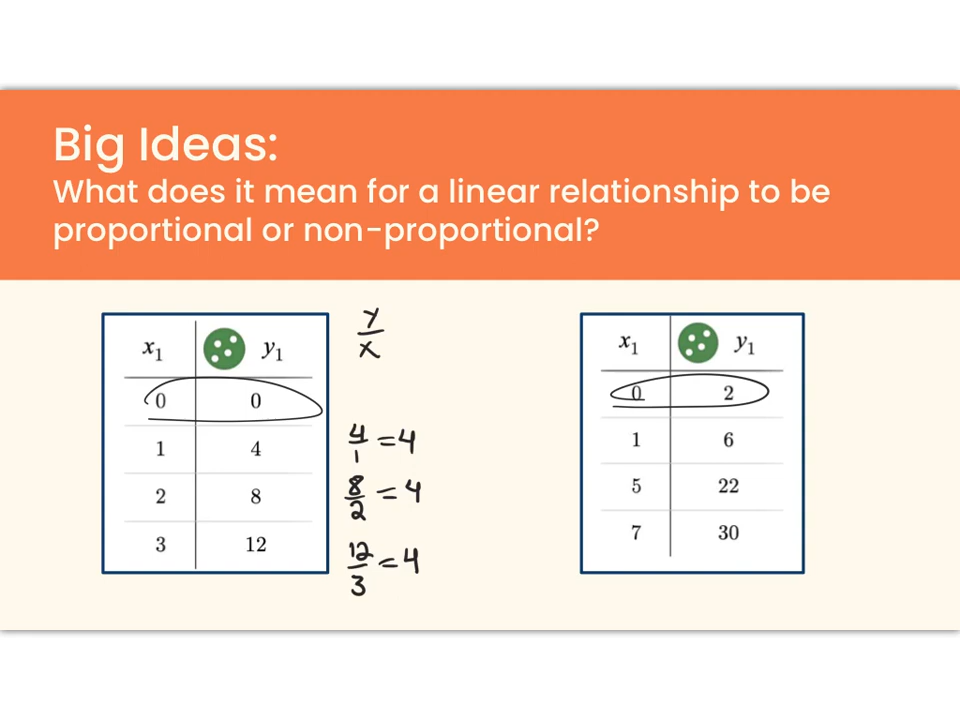 Big Ideas:
What does it mean for a linear relationship to be
proportional or non-proportional?
x₁ y₁
0 0
1 4
2 8
3 12
y/x
4/1 = 4
8/2 = 4
12/3 = 4
x₁ y₁
0 2
1 6
5 22
7 30